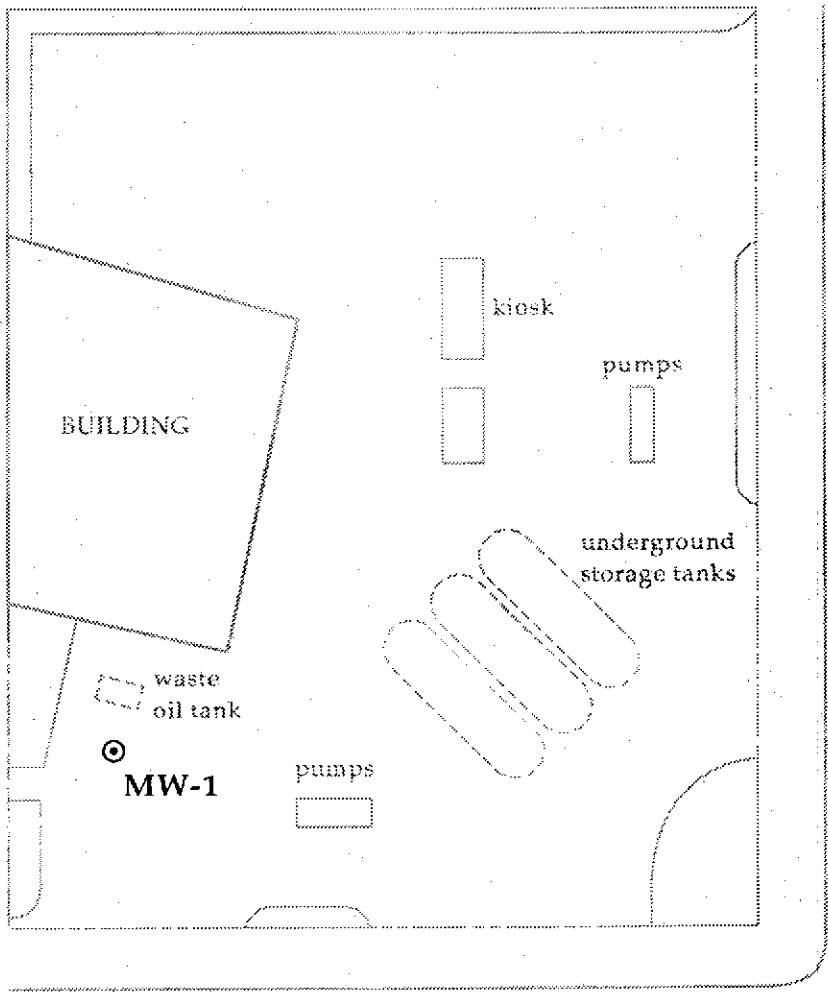 kiosk
pumps
BUILDING
underground
storage tanks
waste
oil tank
MW-1
pumps